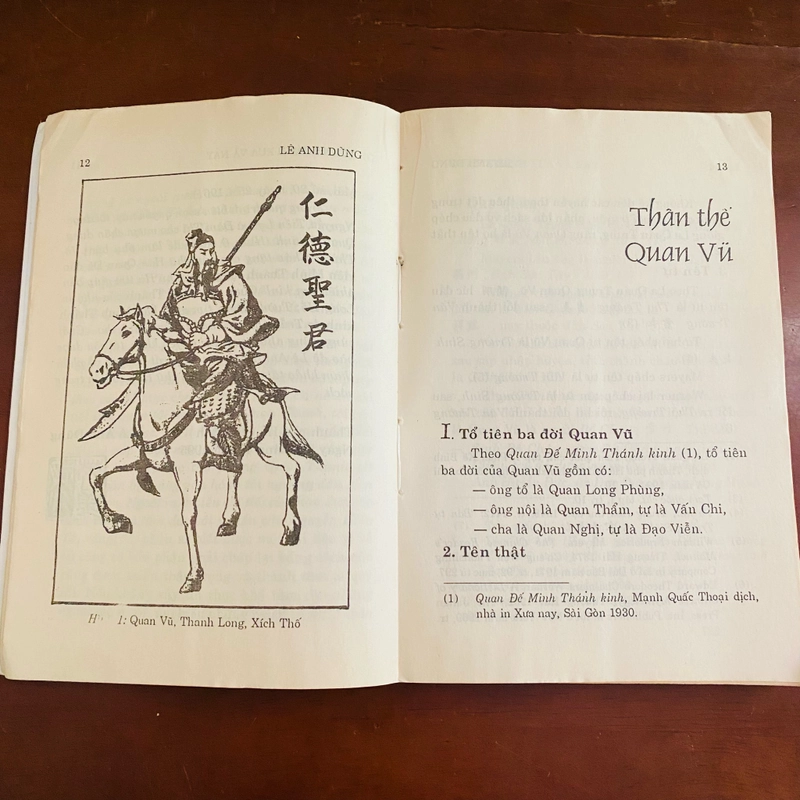 12
LÊ ANH DŨNG
仁德聖君
1: Quan Vũ, Thanh Long, Xích Thố
13
Thân thế
Quan Vũ
1. Tổ tiên ba đời Quan Vũ
Theo Quan Đế Minh Thánh kinh (1), tổ tiên
ba đời của Quan Vũ gồm có:
— ông tổ là Quan Long Phùng,
— ông nội là Quan Thẩm, tự là Vấn Chi,
— cha là Quan Nghị, tự là Đạo Viễn.
2. Tên thật
(1) Quan Đế Minh Thánh kinh, Mạnh Quấc Thoại dịch,
nhà in Xưa nay, Sài Gòn 1930.